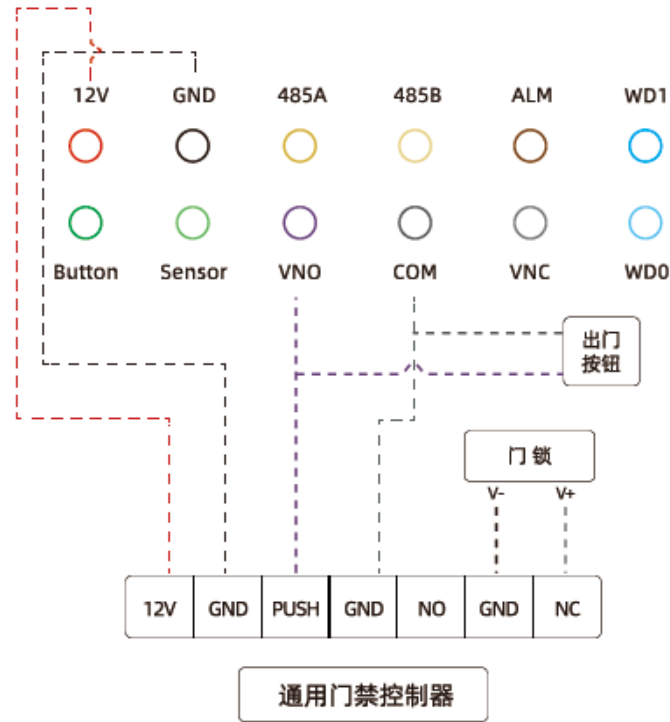 12V GND 485A 485B ALM WD1
Button Sensor VNO COM VNC WD0
出门
按钮
门锁
V- V+
12V GND PUSH GND NO GND NC
通用门禁控制器